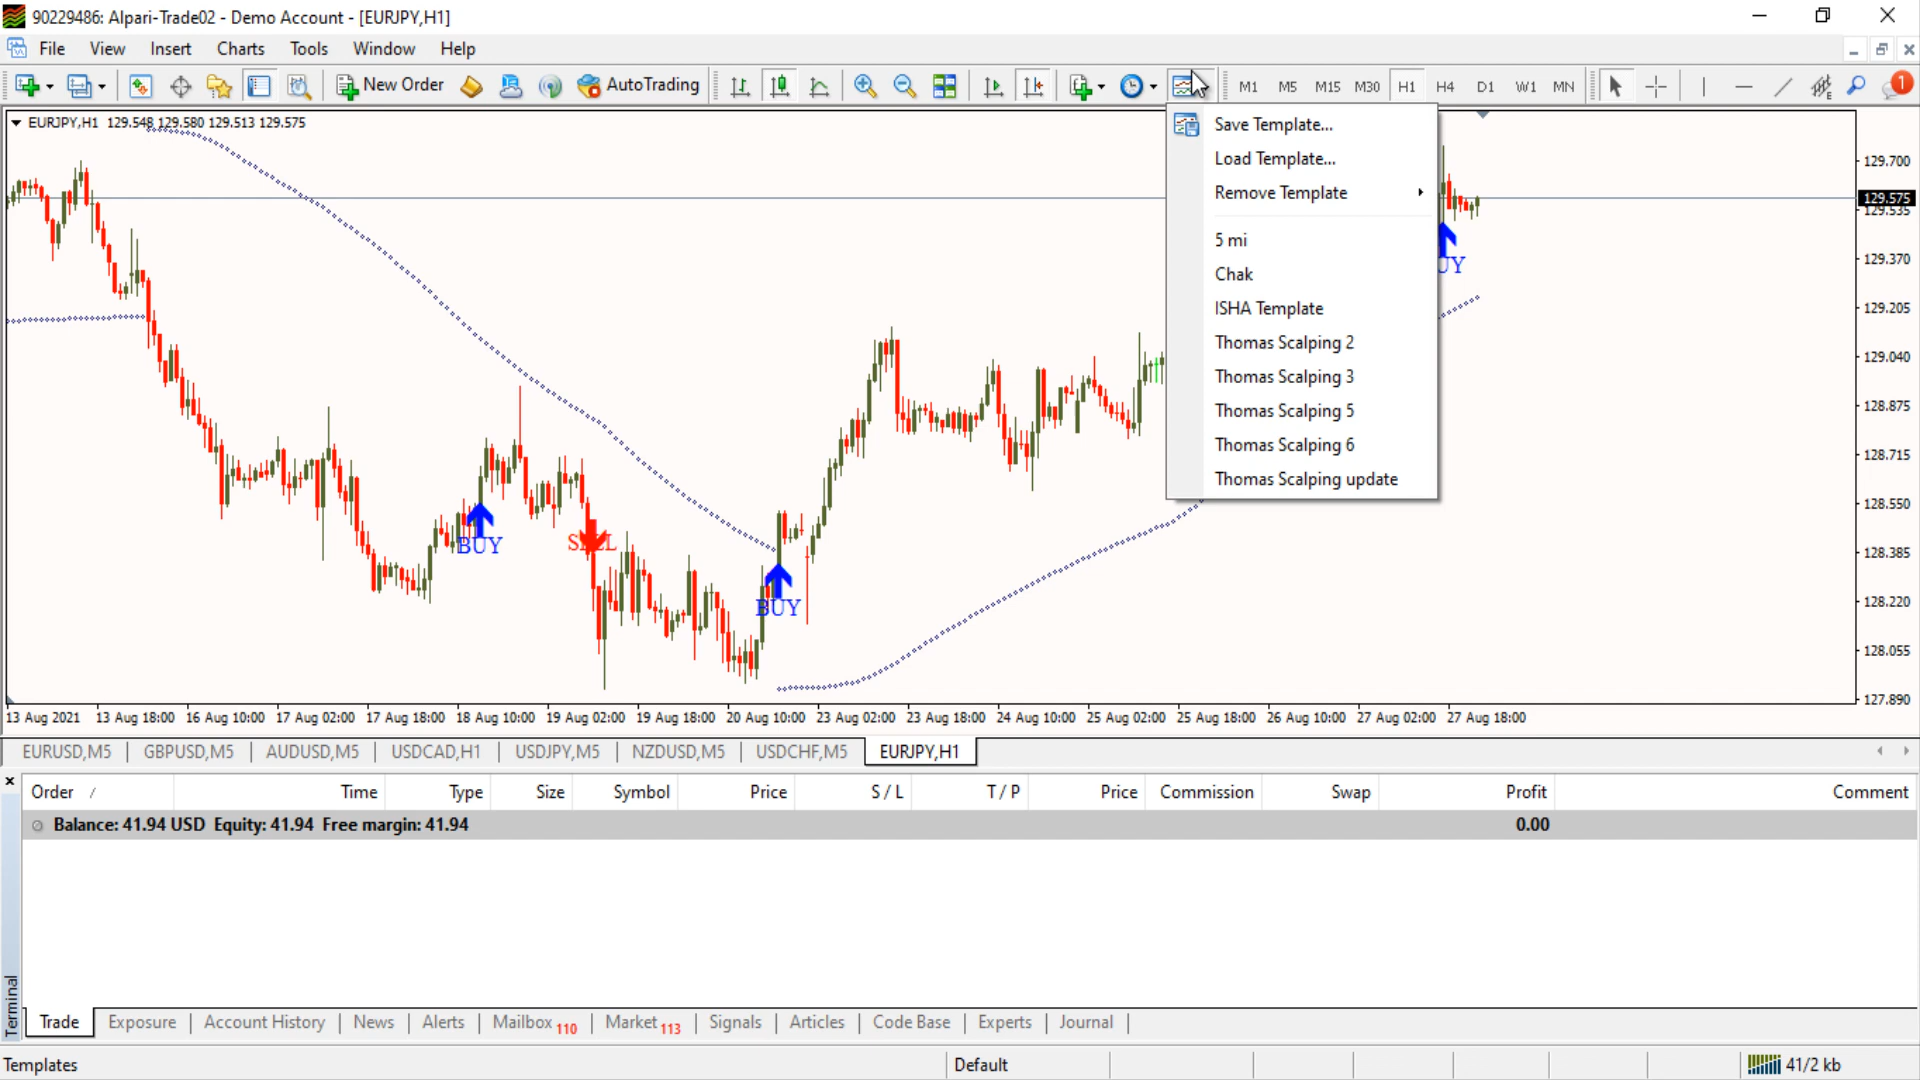 90229486: Alpari-Trade02 - Demo Account - [EURJPY,H1]
File View Insert Charts Tools Window Help
New Order AutoTrading M1 M5 M15 M30 H1 H4 D1 W1 MN 1
EURJPY,H1 129.548 129.580 129.513 129.575
Save Template...
Load Template...
Remove Template
5 mi
Chak
ISHA Template
Thomas Scalping 2
Thomas Scalping 3
Thomas Scalping 5
Thomas Scalping 6
Thomas Scalping update
129.700
129.575
129.535
129.370
129.205
129.040
128.875
128.715
128.550
128.385
128.220
128.055
127.890
BUY
SELL
BUY
UY
13 Aug 2021 13 Aug 18:00 16 Aug 10:00 17 Aug 02:00 17 Aug 18:00 18 Aug 10:00 19 Aug 02:00 19 Aug 18:00 20 Aug 10:00 23 Aug 02:00 23 Aug 18:00 24 Aug 10:00 25 Aug 02:00 25 Aug 18:00 26 Aug 10:00 27 Aug 02:00 27 Aug 18:00
EURUSD,M5 GBPUSD,M5 AUDUSD,M5 USDCAD,H1 USDJPY,M5 NZDUSD,M5 USDCHF,M5 EURJPY,H1
Order / Time Type Size Symbol Price S / L T / P Price Commission Swap Profit Comment
Balance: 41.94 USD Equity: 41.94 Free margin: 41.94 0.00
Terminal
Trade Exposure Account History News Alerts Mailbox 110 Market 113 Signals Articles Code Base Experts Journal
Templates Default 41/2 kb